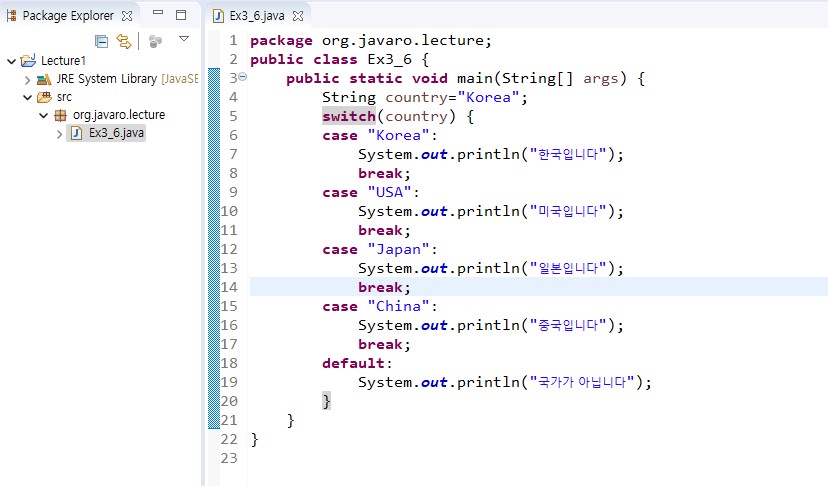 Package Explorer
Lecture1
JRE System Library [JavaSE
src
org.javaro.lecture
Ex3_6.java
Ex3_6.java
1 package org.javaro.lecture;
2 public class Ex3_6 {
3 public static void main(String[] args) {
4 String country="Korea";
5 switch(country) {
6 case "Korea":
7 System.out.println("한국입니다");
8 break;
9 case "USA":
10 System.out.println("미국입니다");
11 break;
12 case "Japan":
13 System.out.println("일본입니다");
14 break;
15 case "China":
16 System.out.println("중국입니다");
17 break;
18 default:
19 System.out.println("국가가 아닙니다");
20 }
21 }
22 }
23